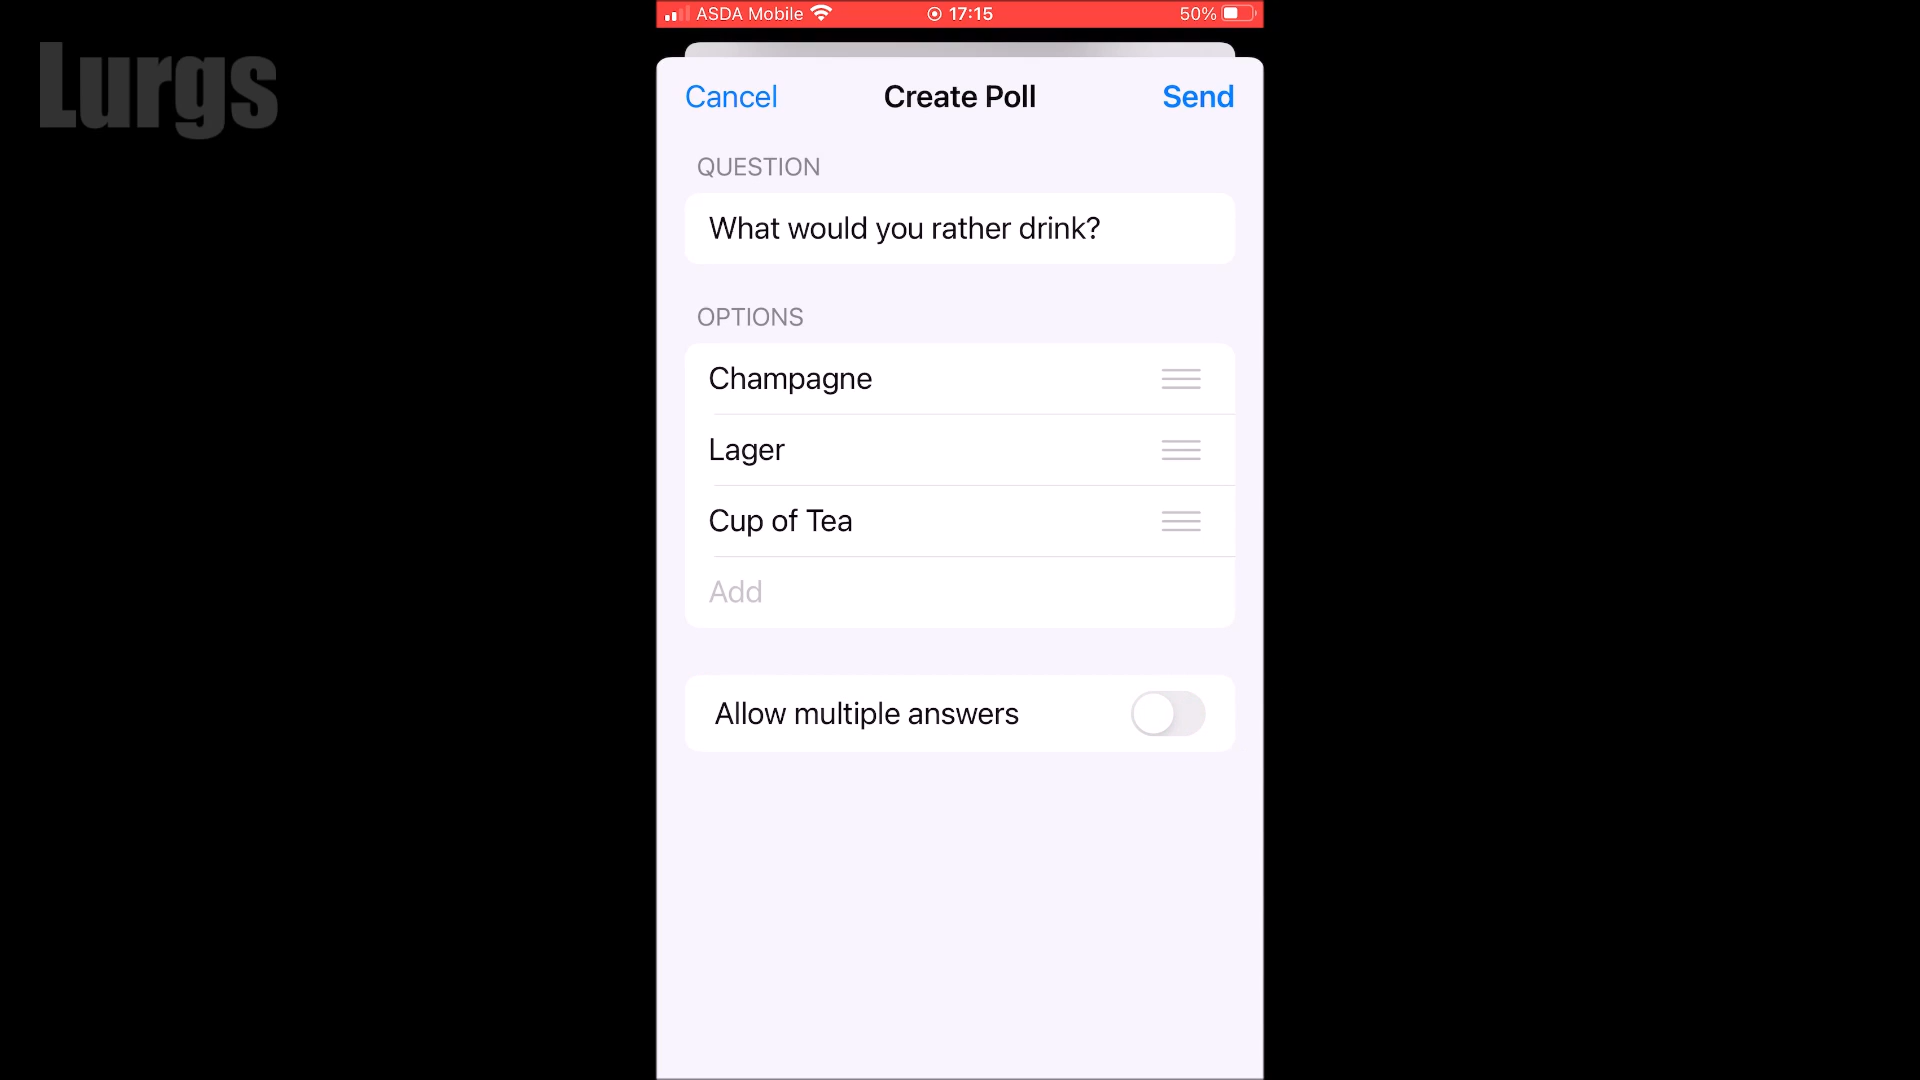 Lurgs
ASDA Mobile 17:15 50%
Cancel Create Poll Send
QUESTION
What would you rather drink?
OPTIONS
Champagne
Lager
Cup of Tea
Add
Allow multiple answers